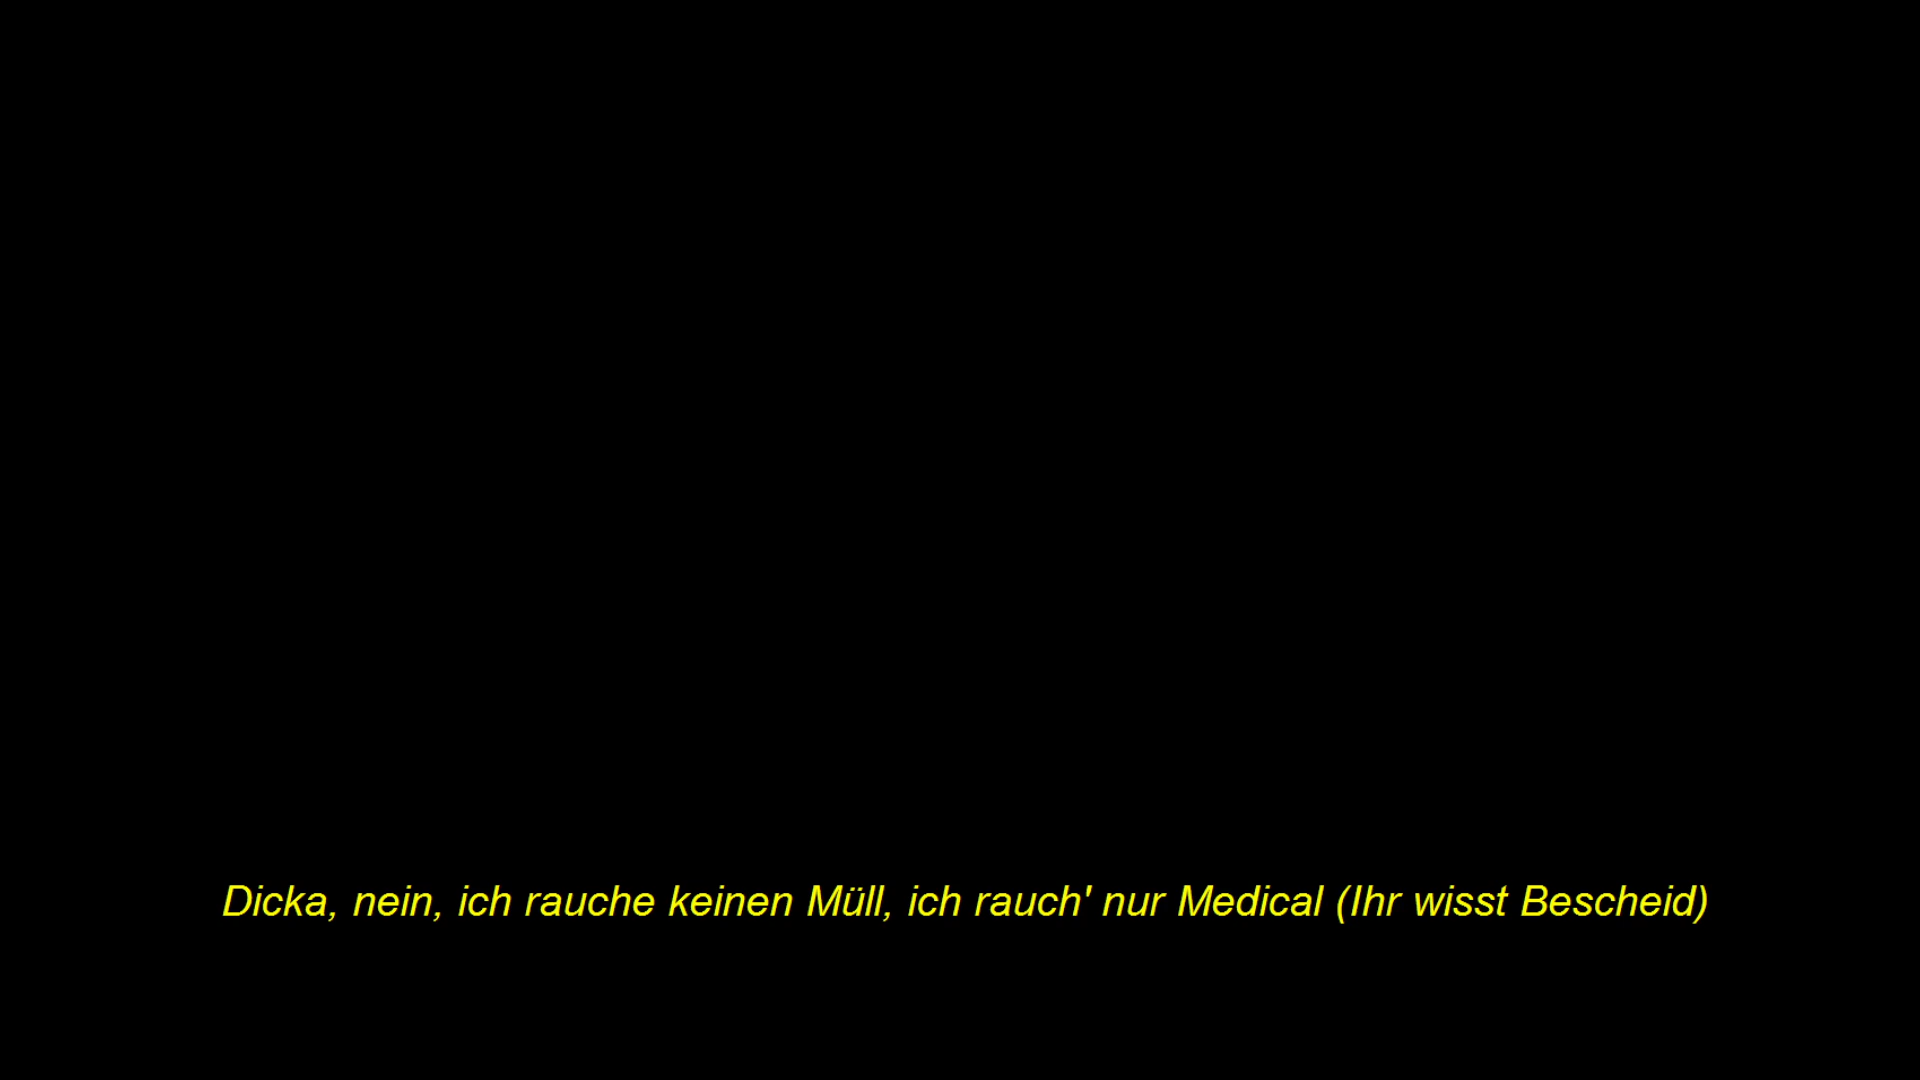 Dicka, nein, ich rauche keinen Müll, ich rauch' nur Medical (Ihr wisst Bescheid)